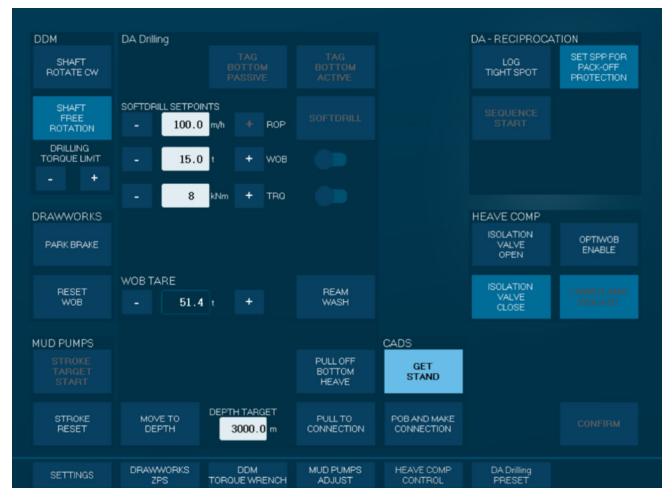 DDM
SHAFT
ROTATE CW
SHAFT
FREE
ROTATION
DRILLING
TORQUE LIMIT
- +
DA Drilling
TAG
BOTTOM
PASSIVE
TAG
BOTTOM
ACTIVE
SOFTDRILL SETPOINTS
- 100.0 m/h + ROP
SOFTDRILL
- 15.0 t + WOB
- 8 kNm + TRQ
DA - RECIPROCATION
LOG
TIGHT SPOT
SET SPP FOR
PACK-OFF
PROTECTION
SEQUENCE
START
DRAWWORKS
PARK BRAKE
RESET
WOB
WOB TARE
- 51.4 t +
REAM
WASH
HEAVE COMP
ISOLATION
VALVE
OPEN
OPTIWOB
ENABLE
ISOLATION
VALVE
CLOSE
MUD PUMPS
STROKE
TARGET
START
STROKE
RESET
MOVE TO
DEPTH
DEPTH TARGET
3000.0 m
PULL OFF
BOTTOM
HEAVE
PULL TO
CONNECTION
CADS
GET
STAND
POB AND MAKE
CONNECTION
CONFIRM
SETTINGS
DRAWWORKS
ZPS
DDM
TORQUE WRENCH
MUD PUMPS
ADJUST
HEAVE COMP
CONTROL
DA Drilling
PRESET